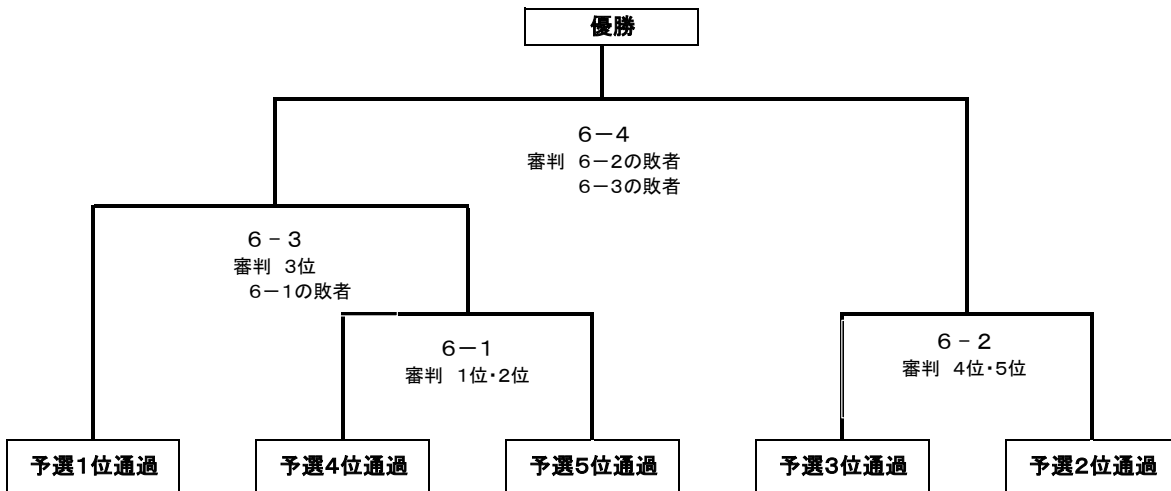 優勝
6－4
審判 6－2の敗者
6－3の敗者
6－3
審判 3位
6－1の敗者
6－1
審判 1位・2位
6－2
審判 4位・5位
予選1位通過
予選4位通過
予選5位通過
予選3位通過
予選2位通過